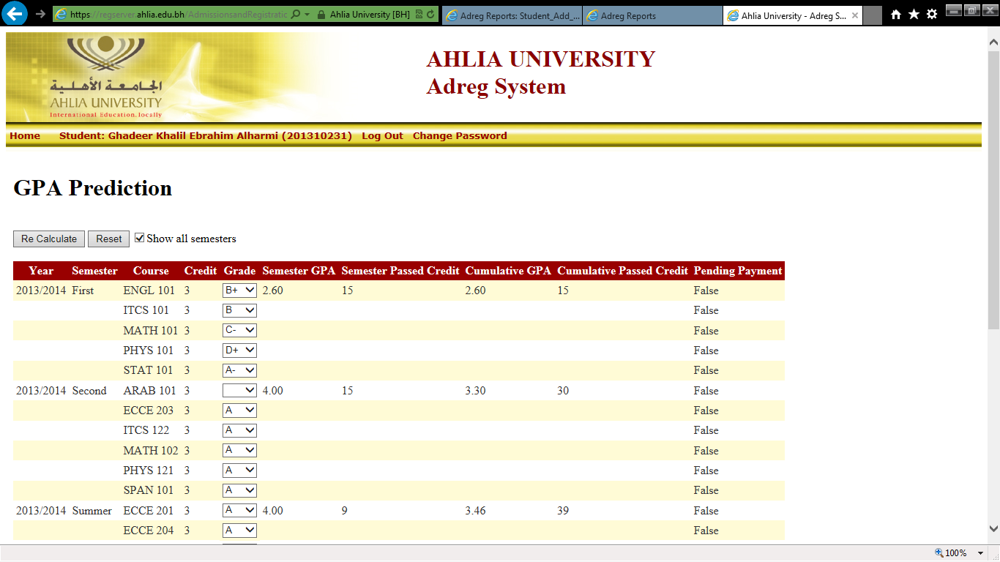 https://regserver.ahlia.edu.bh/AdmissionsandRegistratic Ahlia University [BH] Adreg Reports: Student_Add_... Adreg Reports Ahlia University - Adreg S...
الجامعة الأهلية
AHLIA UNIVERSITY
International Education. locally
AHLIA UNIVERSITY
Adreg System
Home Student: Ghadeer Khalil Ebrahim Alharmi (201310231) Log Out Change Password
GPA Prediction
Re Calculate Reset Show all semesters
Year Semester Course Credit Grade Semester GPA Semester Passed Credit Cumulative GPA Cumulative Passed Credit Pending Payment
2013/2014 First ENGL 101 3 B+ 2.60 15 2.60 15 False
ITCS 101 3 B False
MATH 101 3 C- False
PHYS 101 3 D+ False
STAT 101 3 A- False
2013/2014 Second ARAB 101 3 4.00 15 3.30 30 False
ECCE 203 3 A False
ITCS 122 3 A False
MATH 102 3 A False
PHYS 121 3 A False
SPAN 101 3 A False
2013/2014 Summer ECCE 201 3 A 4.00 9 3.46 39 False
ECCE 204 3 A False
100%